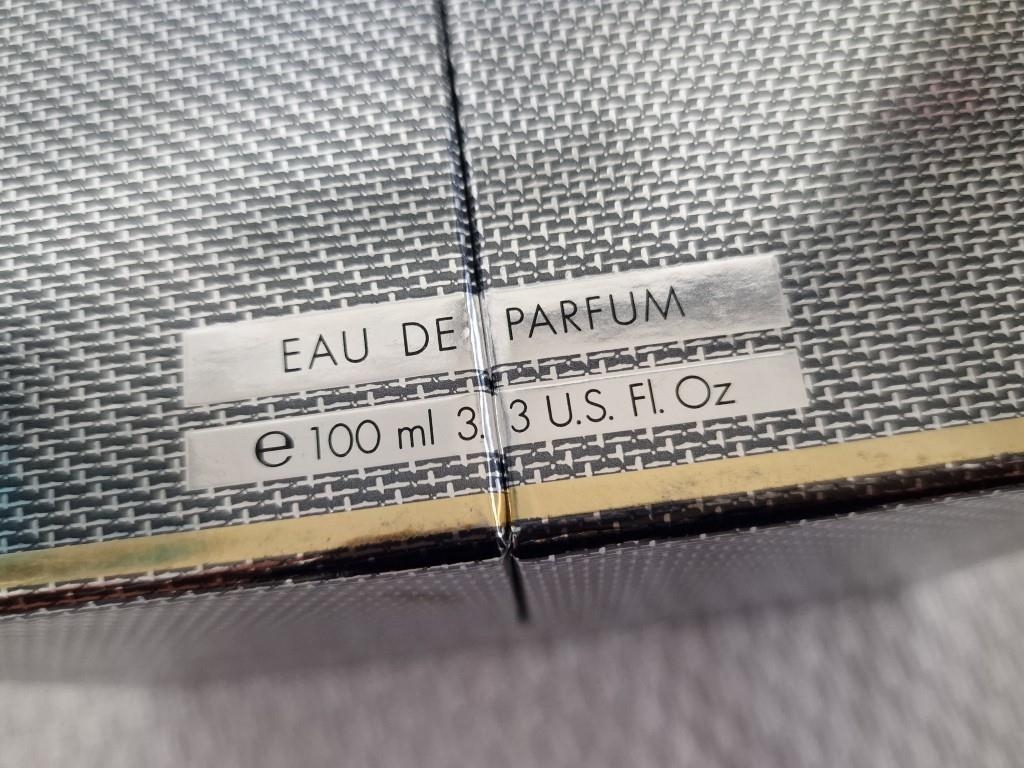 EAU DE PARFUM
℮ 100 ml 3.3 U.S. Fl. Oz